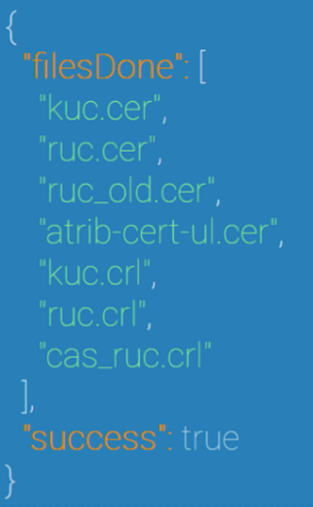 {
"filesDone": [
"kuc.cer",
"ruc.cer",
"ruc_old.cer",
"atrib-cert-ul.cer",
"kuc.crl",
"ruc.crl",
"cas_ruc.crl"
],
"success": true
}